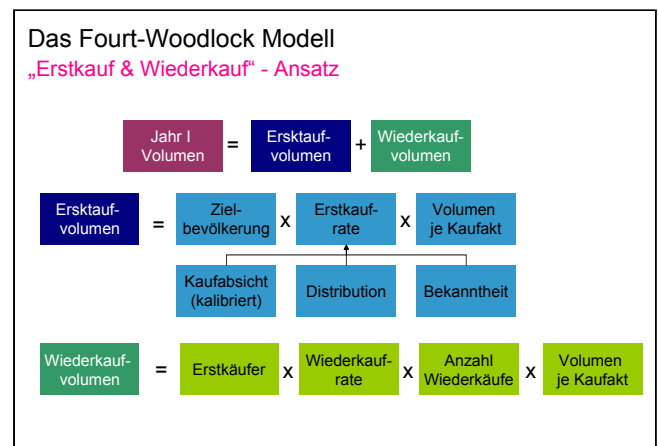 Das Fourt-Woodlock Modell
„Erstkauf & Wiederkauf“ - Ansatz
Jahr I
Volumen
=
Ersktauf-
volumen
+
Wiederkauf-
volumen
Ersktauf-
volumen
=
Ziel-
bevölkerung
x
Erstkauf-
rate
x
Volumen
je Kaufakt
Kaufabsicht
(kalibriert)
Distribution
Bekanntheit
Wiederkauf-
volumen
=
Erstkäufer
x
Wiederkauf-
rate
x
Anzahl
Wiederkäufe
x
Volumen
je Kaufakt